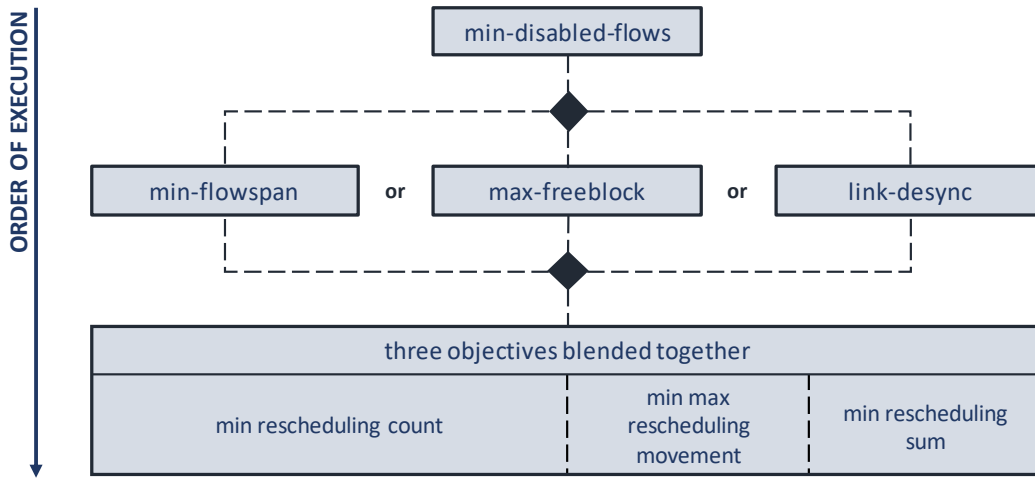 ORDER OF EXECUTION
min-disabled-flows
min-flowspan or max-freeblock or link-desync
three objectives blended together
min rescheduling count
min max
rescheduling
movement
min rescheduling
sum